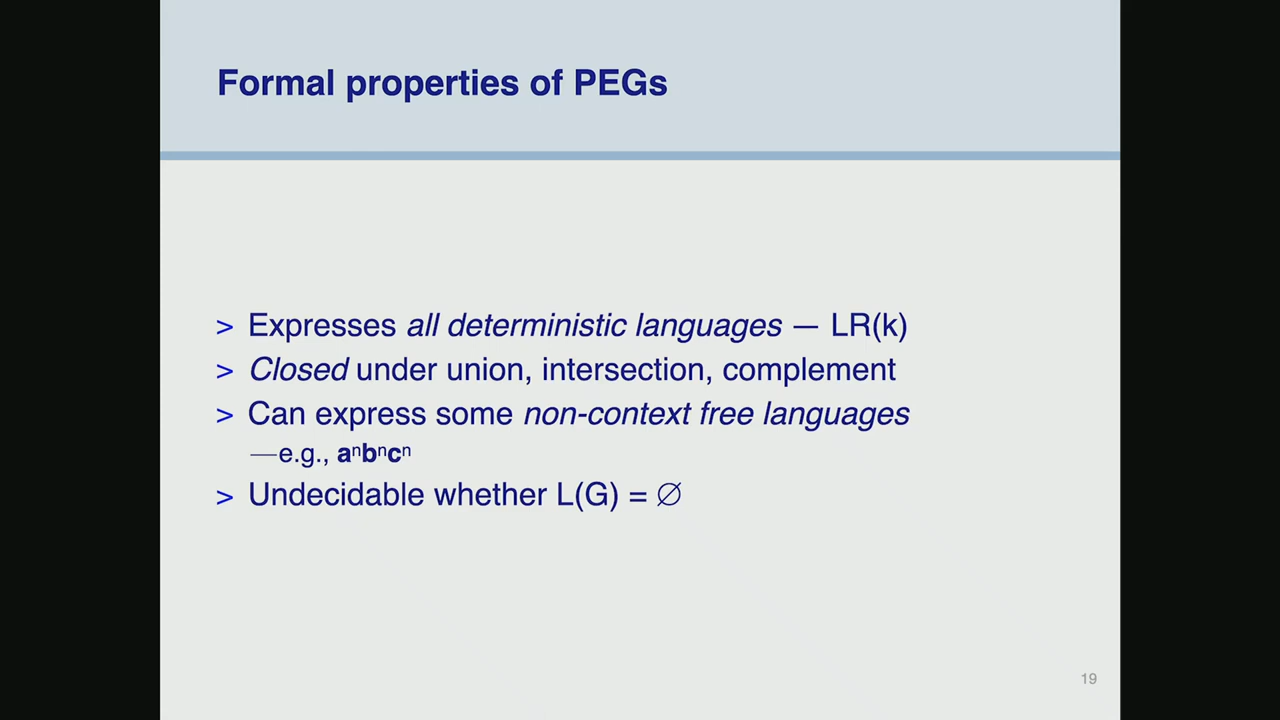 Formal properties of PEGs
> Expresses all deterministic languages — LR(k)
> Closed under union, intersection, complement
> Can express some non-context free languages
—e.g., aⁿbⁿcⁿ
> Undecidable whether L(G) = ∅
19